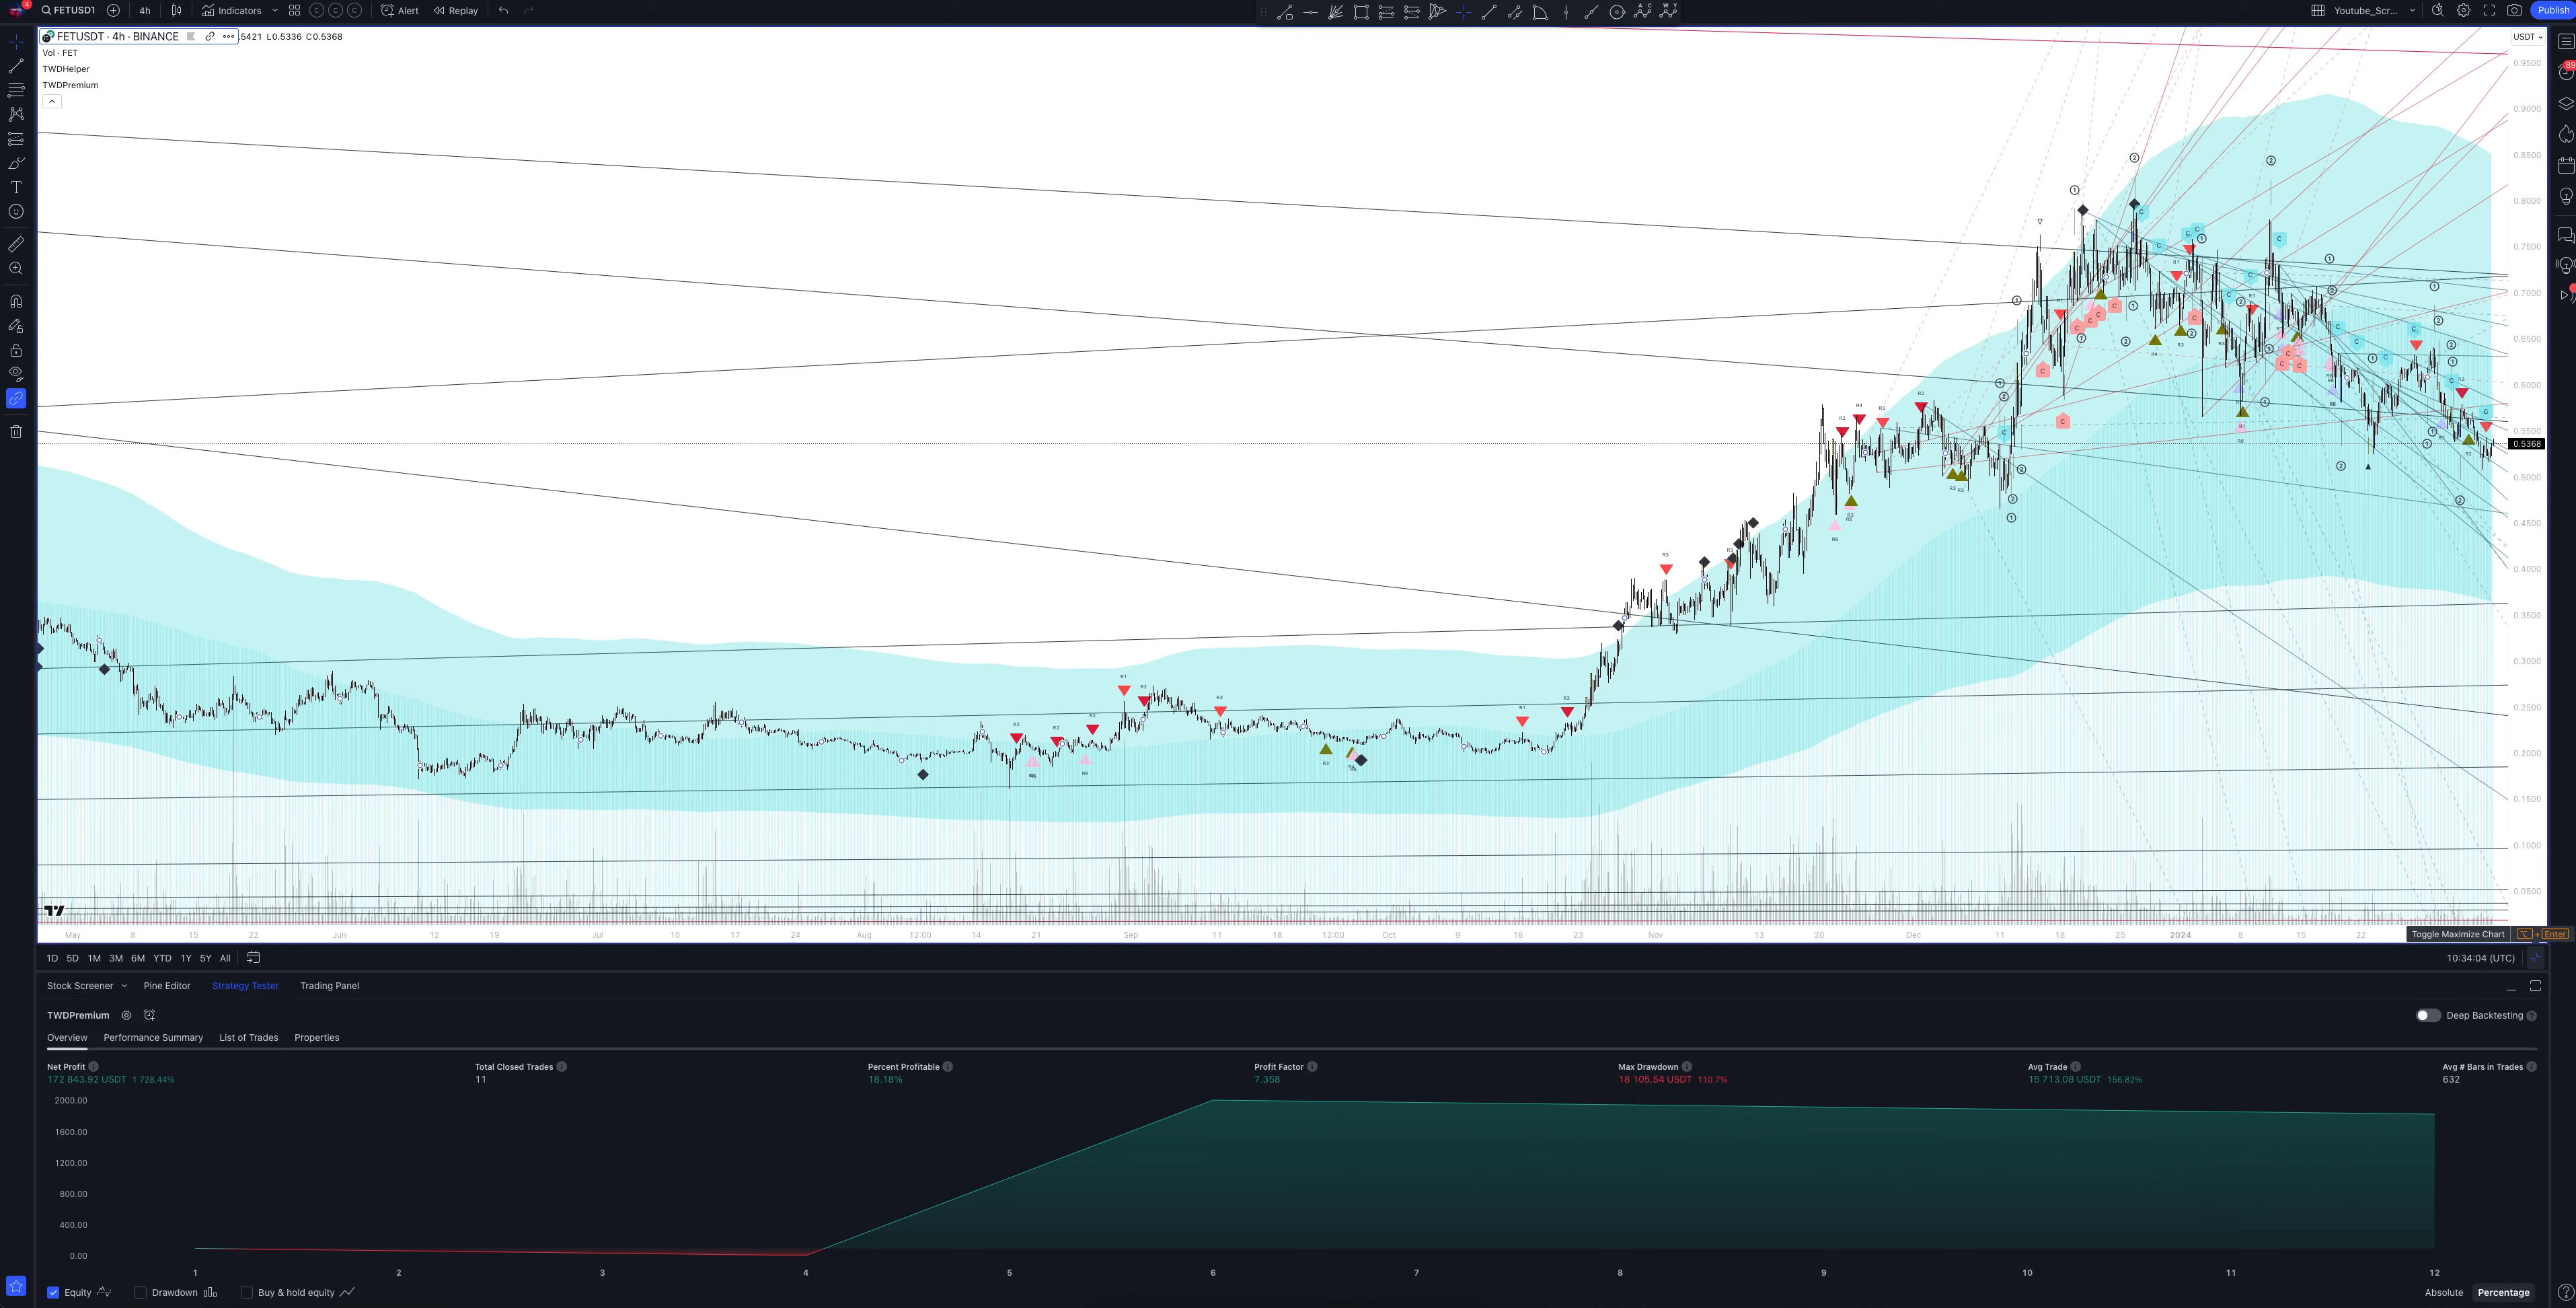 4
FETUSDT 4h Indicators Alert Replay
Youtube_Scr... Publish
FETUSDT · 4h · BINANCE .5421 L0.5336 C0.5368
Vol · FET
TWDHelper
TWDPremium
USDT
0.9500
0.9000
0.8500
0.8000
0.7500
0.7000
0.6500
0.6000
0.5500
0.5368
0.5000
0.4500
0.4000
0.3500
0.3000
0.2500
0.2000
0.1500
0.1000
0.0500
May 8 15 22 Jun 12 19 Jul 10 17 24 Aug 12:00 14 21 Sep 11 18 12:00 Oct 9 16 23 Nov 13 20 Dec 11 18 25 2024 8 15 22
Toggle Maximize Chart ⌥ + Enter
1D 5D 1M 3M 6M YTD 1Y 5Y All
10:34:04 (UTC)
Stock Screener Pine Editor Strategy Tester Trading Panel
TWDPremium
Deep Backtesting
Overview Performance Summary List of Trades Properties
Net Profit Total Closed Trades Percent Profitable Profit Factor Max Drawdown Avg Trade Avg # Bars in Trades
172 843.92 USDT 1 728.44% 11 18.18% 7.358 18 105.54 USDT 110.7% 15 713.08 USDT 156.82% 632
2000.00
1600.00
1200.00
800.00
400.00
0.00
1 2 3 4 5 6 7 8 9 10 11 12
Equity Drawdown Buy & hold equity
Absolute Percentage